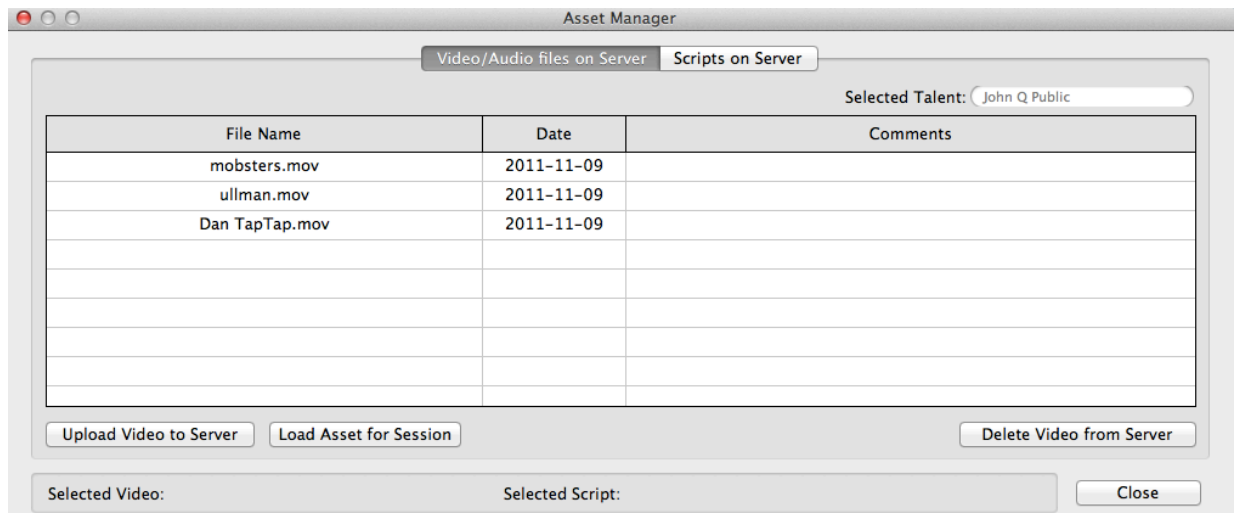 Asset Manager
Video/Audio files on Server Scripts on Server
Selected Talent: John Q Public
File Name Date Comments
mobsters.mov 2011-11-09
ullman.mov 2011-11-09
Dan TapTap.mov 2011-11-09
Upload Video to Server Load Asset for Session Delete Video from Server
Selected Video: Selected Script: Close